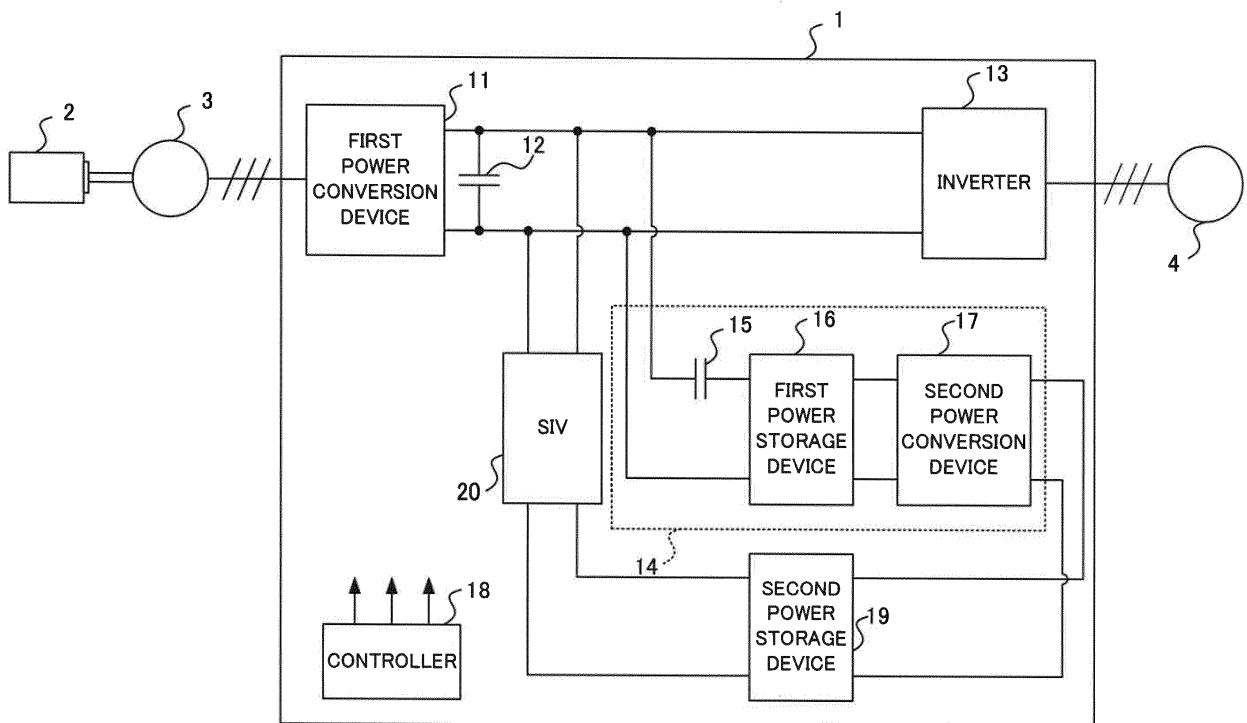 1
11
13
3
2
FIRST
POWER
CONVERSION
DEVICE
12
INVERTER
4
15
16
17
FIRST
POWER
STORAGE
DEVICE
SECOND
POWER
CONVERSION
DEVICE
SIV
20
14
18
CONTROLLER
SECOND
POWER
STORAGE
DEVICE
19